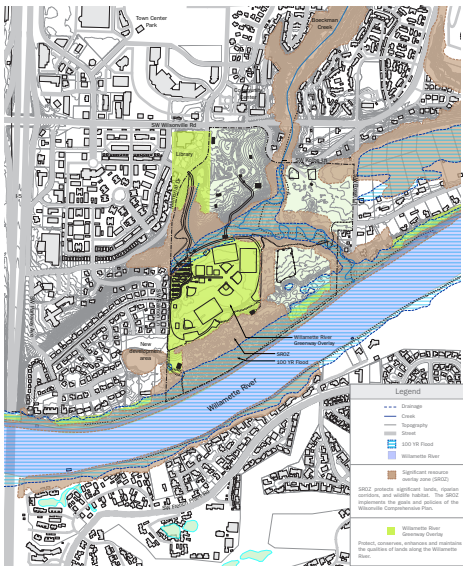 Town Center
Park
Boeckman
Creek
SW Wilsonville Rd
Library
New
development
area
Willamette River
Greenway Overlay
SROZ
100 YR Flood
Willamette River
Legend
Drainage
Creek
Topography
Street
100 YR Flood
Willamette River
Significant resource
overlay zone (SROZ)
SROZ protects significant lands, riparian
corridors, and wildlife habitat. The SROZ
implements the goals and policies of the
Wilsonville Comprehensive Plan.
Willamette River
Greenway Overlay
Protect, conserves, enhances and maintains
the qualities of lands along the Willamette
River.